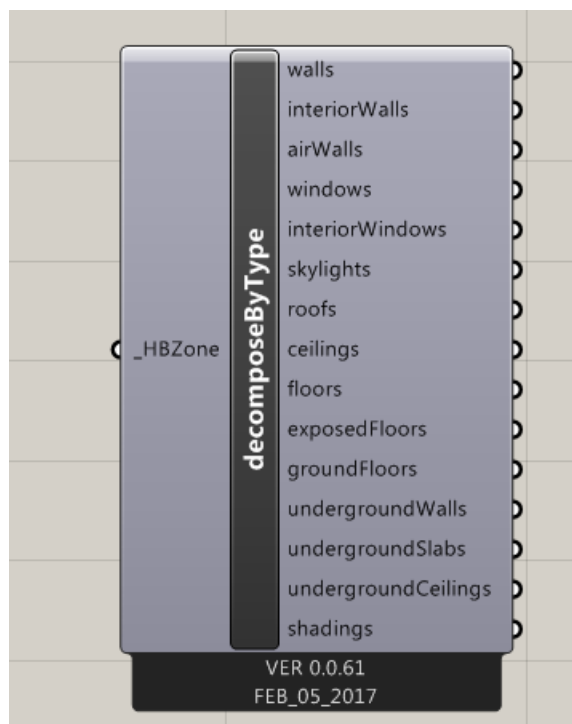 walls
interiorWalls
airWalls
windows
interiorWindows
skylights
roofs
_HBZone
decomposeByType
ceilings
floors
exposedFloors
groundFloors
undergroundWalls
undergroundSlabs
undergroundCeilings
shadings
VER 0.0.61
FEB_05_2017